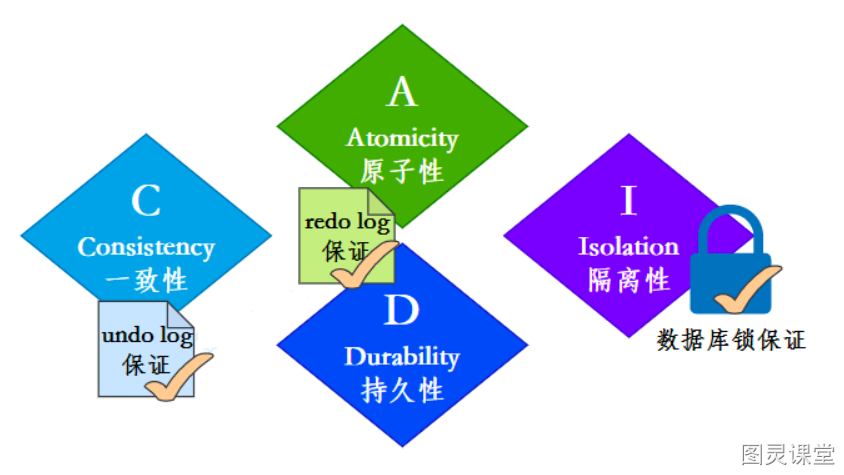 A
Atomicity
原子性
redo log
保证
C
Consistency
一致性
undo log
保证
D
Durability
持久性
I
Isolation
隔离性
数据库锁保证
图灵课堂